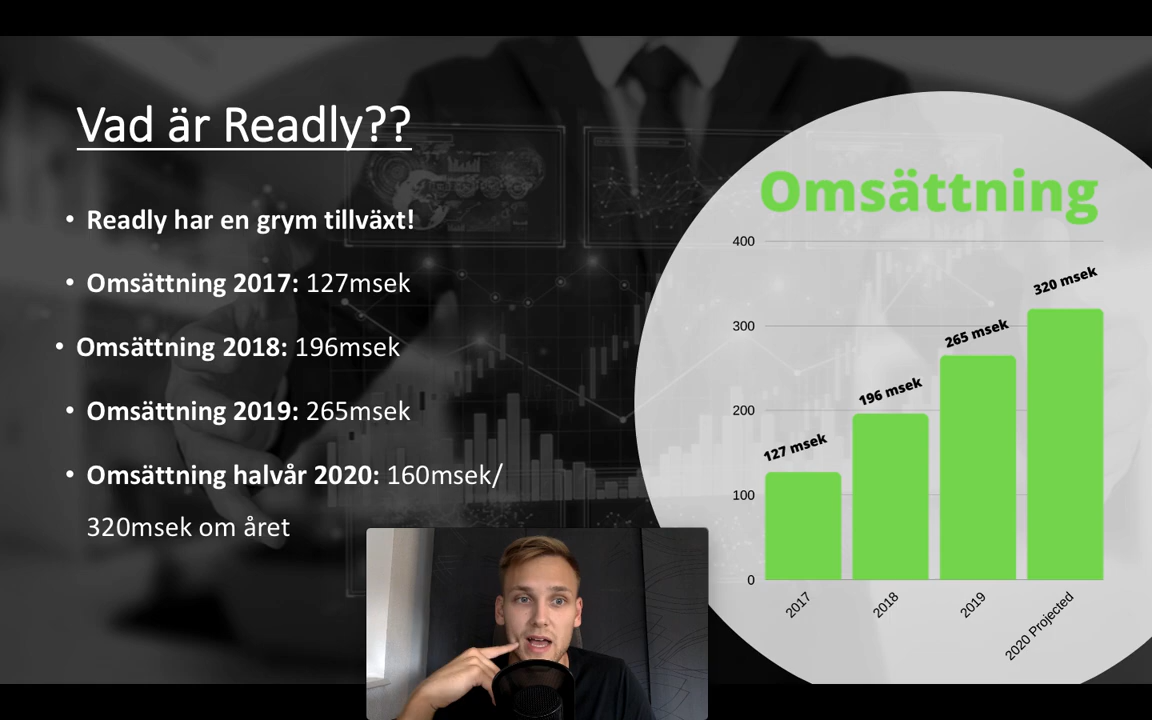 Vad är Readly??
• Readly har en grym tillväxt!
• Omsättning 2017: 127msek
• Omsättning 2018: 196msek
• Omsättning 2019: 265msek
• Omsättning halvår 2020: 160msek/
320msek om året
Omsättning
400
300
200
100
0
127 msek
196 msek
265 msek
320 msek
2017
2018
2019
2020 Projected